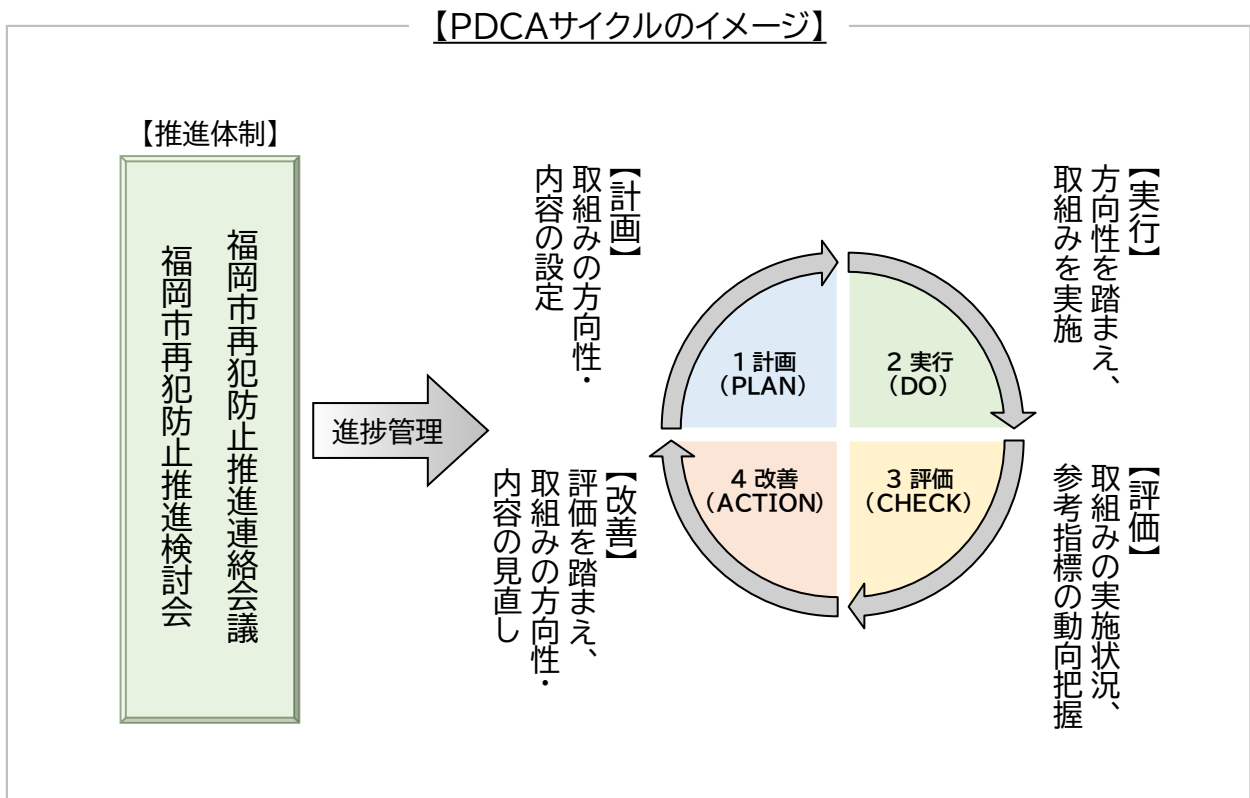 【PDCAサイクルのイメージ】
【推進体制】
福岡市再犯防止推進連絡会議
福岡市再犯防止推進検討会
進捗管理
【計画】
取組みの方向性・
内容の設定
【実行】
方向性を踏まえ、
取組みを実施
1 計画
(PLAN)
2 実行
(DO)
4 改善
(ACTION)
3 評価
(CHECK)
【改善】
評価を踏まえ、
取組みの方向性・
内容の見直し
【評価】
取組みの実施状況、
参考指標の動向把握